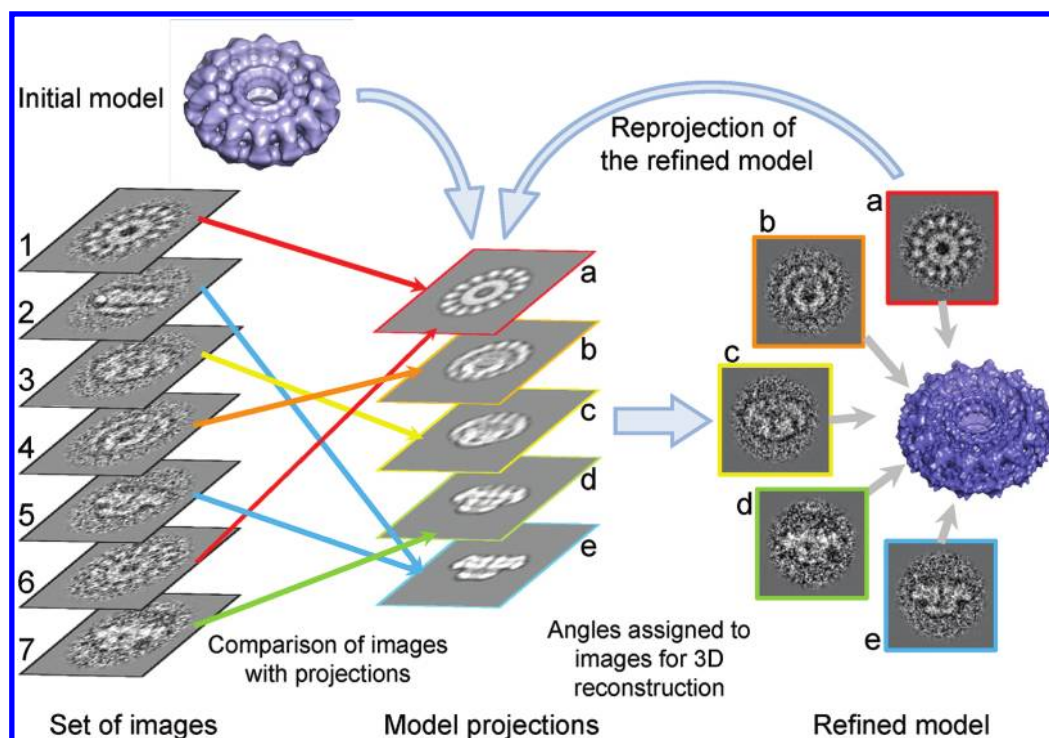 Initial model
Reprojection of
the refined model
1
2
3
4
5
6
7
a
b
c
d
e
a
b
c
d
e
Comparison of images
with projections
Angles assigned to
images for 3D
reconstruction
Set of images
Model projections
Refined model